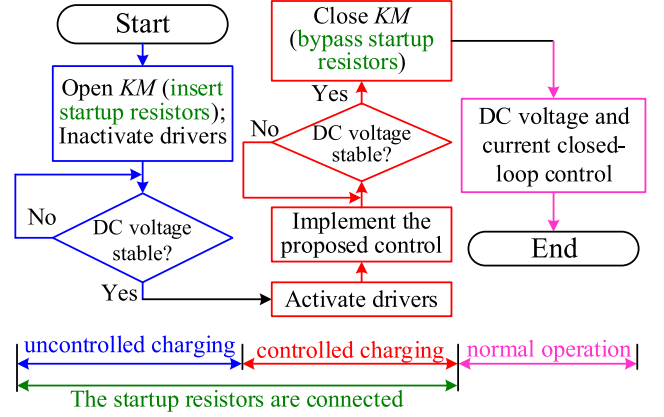 Start
Open KM (insert
startup resistors);
Inactivate drivers
No
DC voltage
stable?
Yes
Close KM
(bypass startup
resistors)
Yes
No
DC voltage
stable?
Implement the
proposed control
Activate drivers
DC voltage and
current closed-
loop control
End
uncontrolled charging
controlled charging
normal operation
The startup resistors are connected